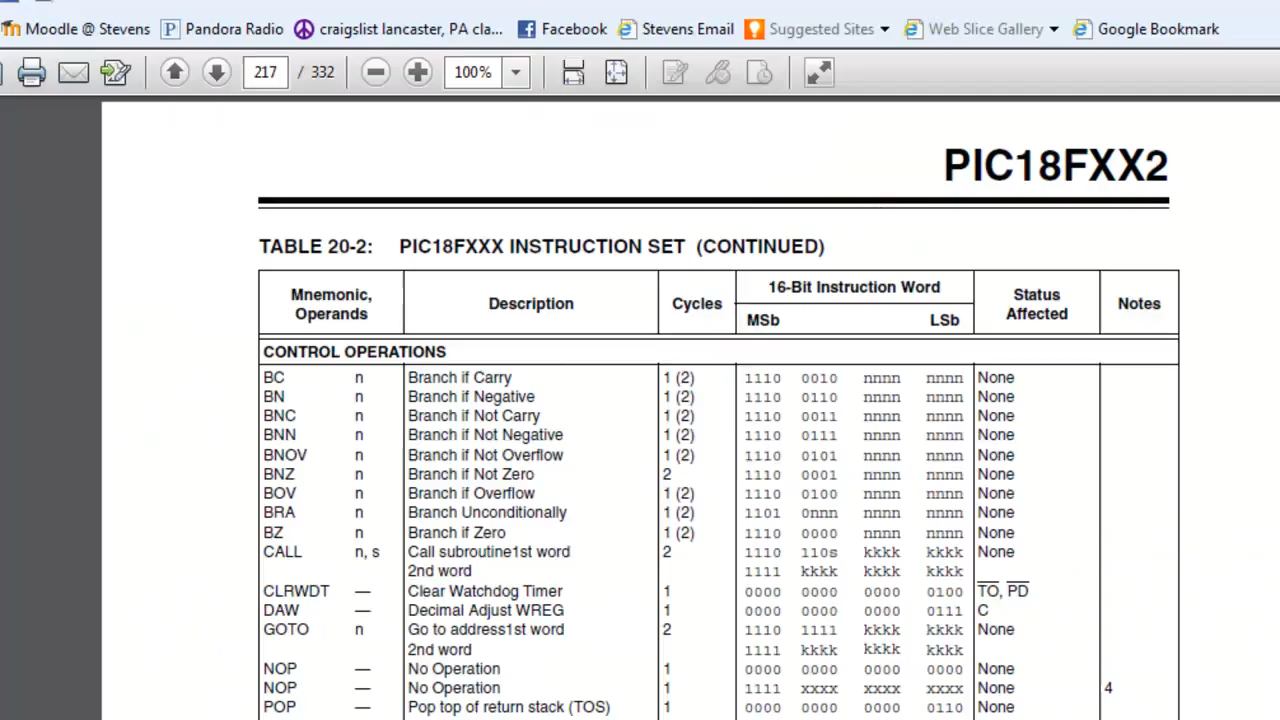 Moodle @ Stevens Pandora Radio craigslist lancaster, PA cla... Facebook Stevens Email Suggested Sites Web Slice Gallery Google Bookmark
217 / 332 100%
PIC18FXX2
TABLE 20-2: PIC18FXXX INSTRUCTION SET (CONTINUED)
Mnemonic, Operands Description Cycles 16-Bit Instruction Word Status Affected Notes
MSb LSb
CONTROL OPERATIONS
BC n Branch if Carry 1 (2) 1110 0010 nnnn nnnn None
BN n Branch if Negative 1 (2) 1110 0110 nnnn nnnn None
BNC n Branch if Not Carry 1 (2) 1110 0011 nnnn nnnn None
BNN n Branch if Not Negative 1 (2) 1110 0111 nnnn nnnn None
BNOV n Branch if Not Overflow 1 (2) 1110 0101 nnnn nnnn None
BNZ n Branch if Not Zero 2 1110 0001 nnnn nnnn None
BOV n Branch if Overflow 1 (2) 1110 0100 nnnn nnnn None
BRA n Branch Unconditionally 1 (2) 1101 0nnn nnnn nnnn None
BZ n Branch if Zero 1 (2) 1110 0000 nnnn nnnn None
CALL n, s Call subroutine1st word 2 1110 110s kkkk kkkk None
2nd word 1111 kkkk kkkk kkkk
CLRWDT — Clear Watchdog Timer 1 0000 0000 0000 0100 TO, PD
DAW — Decimal Adjust WREG 1 0000 0000 0000 0111 C
GOTO n Go to address1st word 2 1110 1111 kkkk kkkk None
2nd word 1111 kkkk kkkk kkkk
NOP — No Operation 1 0000 0000 0000 0000 None
NOP — No Operation 1 1111 xxxx xxxx xxxx None 4
POP — Pop top of return stack (TOS) 1 0000 0000 0000 0110 None